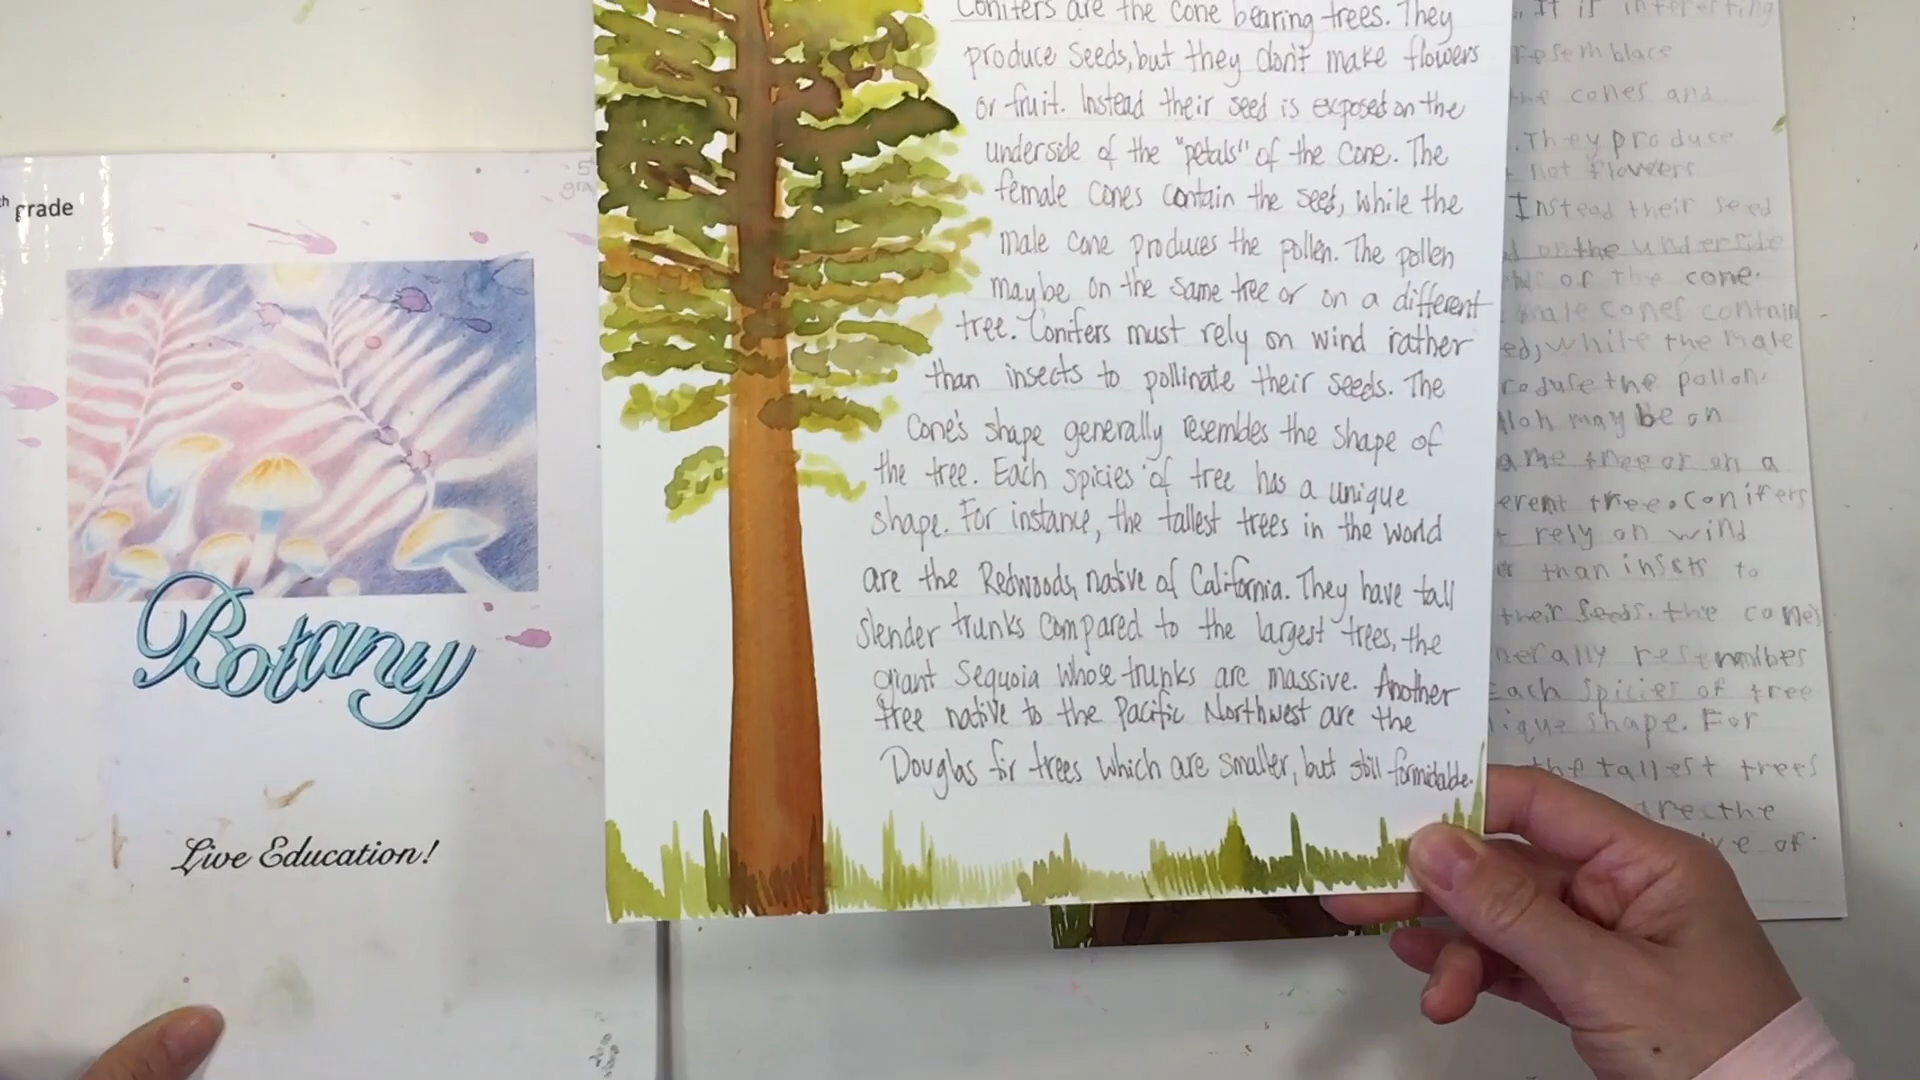 th grade
Botany
Live Education!
Conifers are the cone bearing trees. They
produce seeds, but they don't make flowers
or fruit. Instead their seed is exposed on the
underside of the "petals" of the cone. The
female cones contain the seed, while the
male cone produces the pollen. The pollen
maybe on the same tree or on a different
tree. Conifers must rely on wind rather
than insects to pollinate their seeds. The
Cone's shape generally resembles the shape of
the tree. Each spicies of tree has a unique
shape. For instance, the tallest trees in the world
are the Redwoods, native of California. They have tall
slender trunks compared to the largest trees, the
giant Sequoia whose trunks are massive. Another
tree native to the Pacific Northwest are the
Douglas fir trees which are smaller, but still formidable.
It is interesting
the cones and
. They produce
not flowers
Instead their seed
on the underside
of the cone.
male cones contain
while the male
the pollon.
may be on
tree or on a
tree. conifers
rely on wind
than insets to
their seeds. the cone's
Each spicies of tree
shape. For
the tallest trees
are the
of